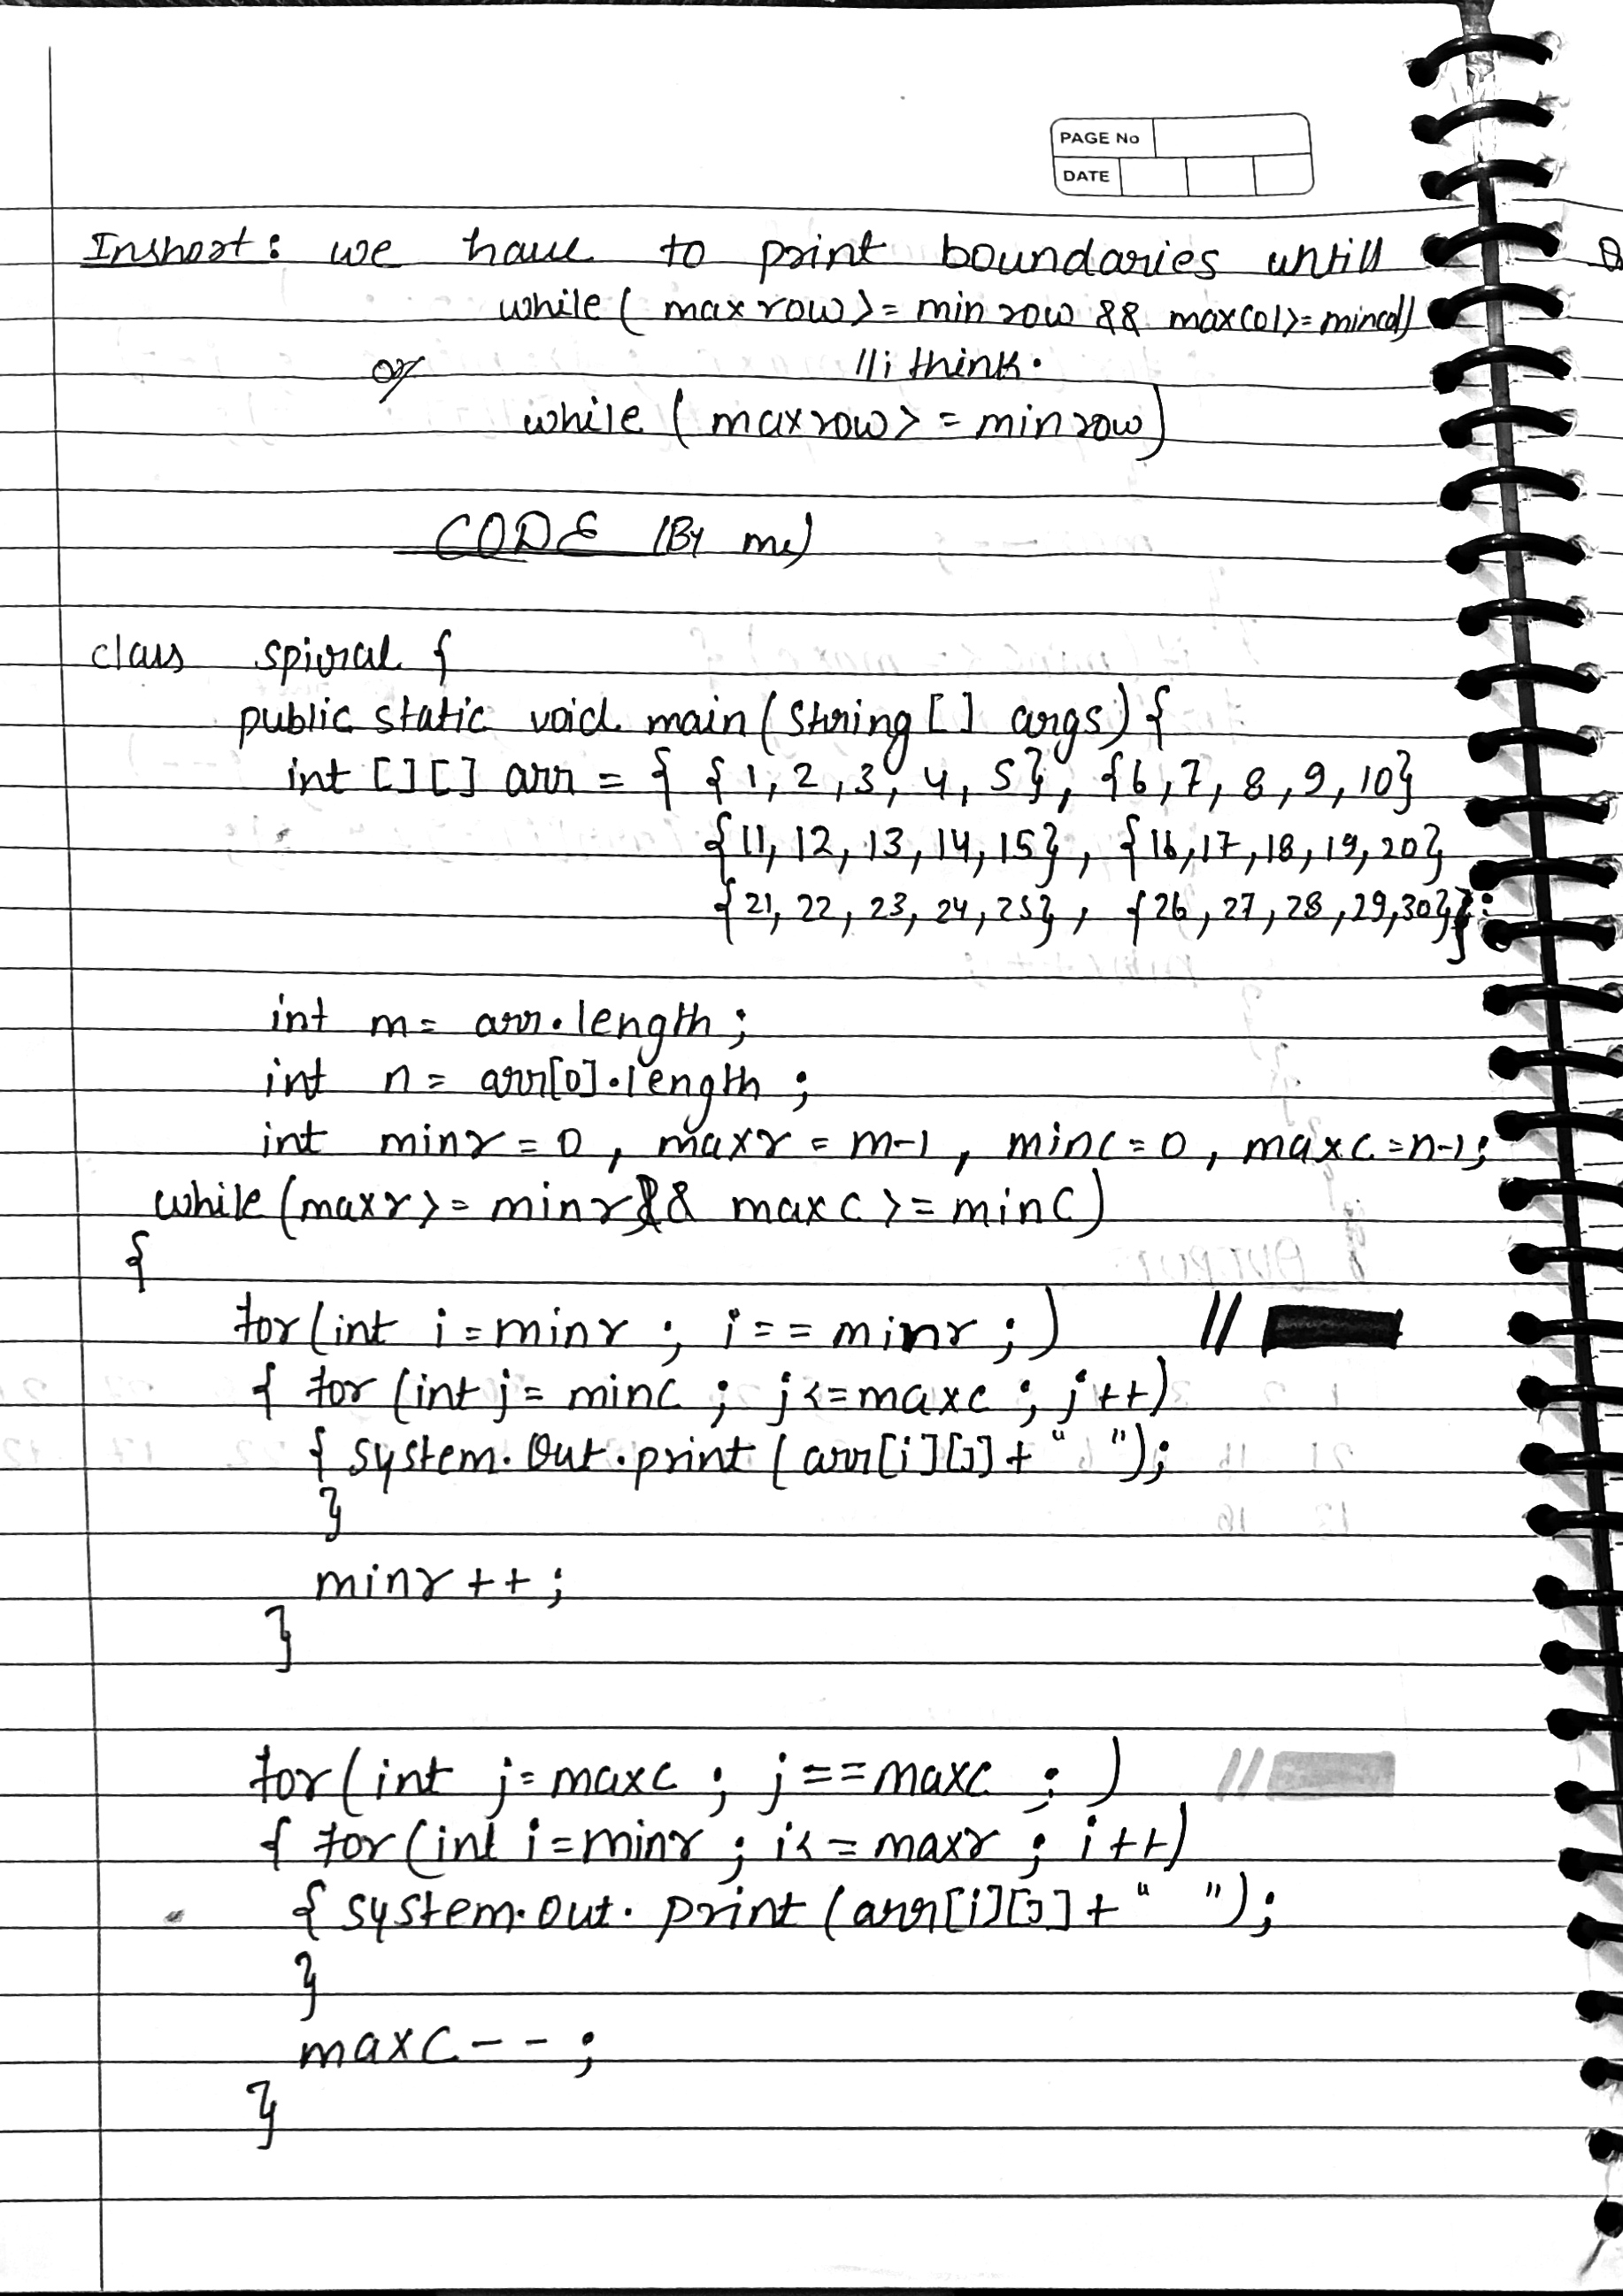 PAGE No
DATE
Inshort: we have to print boundaries untill
while ( max row >= min row && maxcol >= mincol)
or //i think.
while ( maxrow >= min row)
CODE (By me)
class spiral {
public static void main (String [] args) {
int [][] arr = { {1, 2, 3, 4, 5}, {6, 7, 8, 9, 10}
{11, 12, 13, 14, 15}, {16, 17, 18, 19, 20}
{21, 22, 23, 24, 25}, {26, 27, 28, 29, 30}};
int m = arr.length;
int n = arr[0].length;
int minr = 0, maxr = m-1, minc = 0, maxc = n-1;
while (maxr >= minr && maxc >= minc)
{
for (int i = minr ; i == minr ; ) //
{ for (int j = minc ; j <= maxc ; j++)
{ system.Out.print (arr[i][j] + " ");
}
minr ++ ;
}
for (int j = maxc ; j == maxc ; ) //
{ for (int i = minr ; i <= maxr ; i++)
{ system.out.print (arr[i][j] + " ");
}
maxc -- ;
}